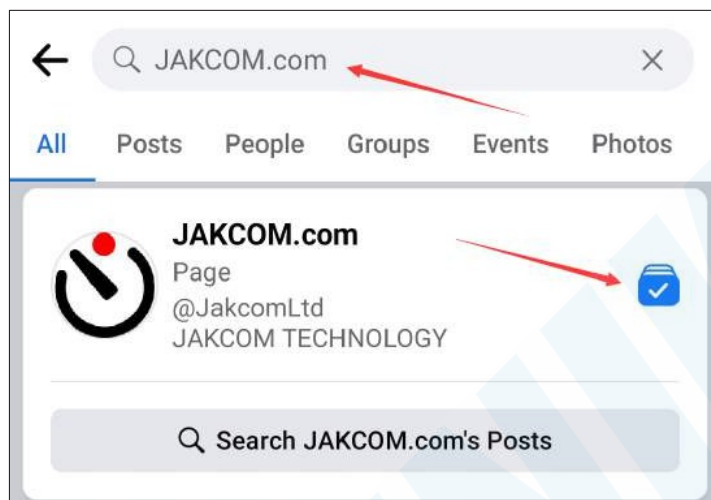 JAKCOM.com
All Posts People Groups Events Photos
JAKCOM.com
Page
@JakcomLtd
JAKCOM TECHNOLOGY
Search JAKCOM.com's Posts